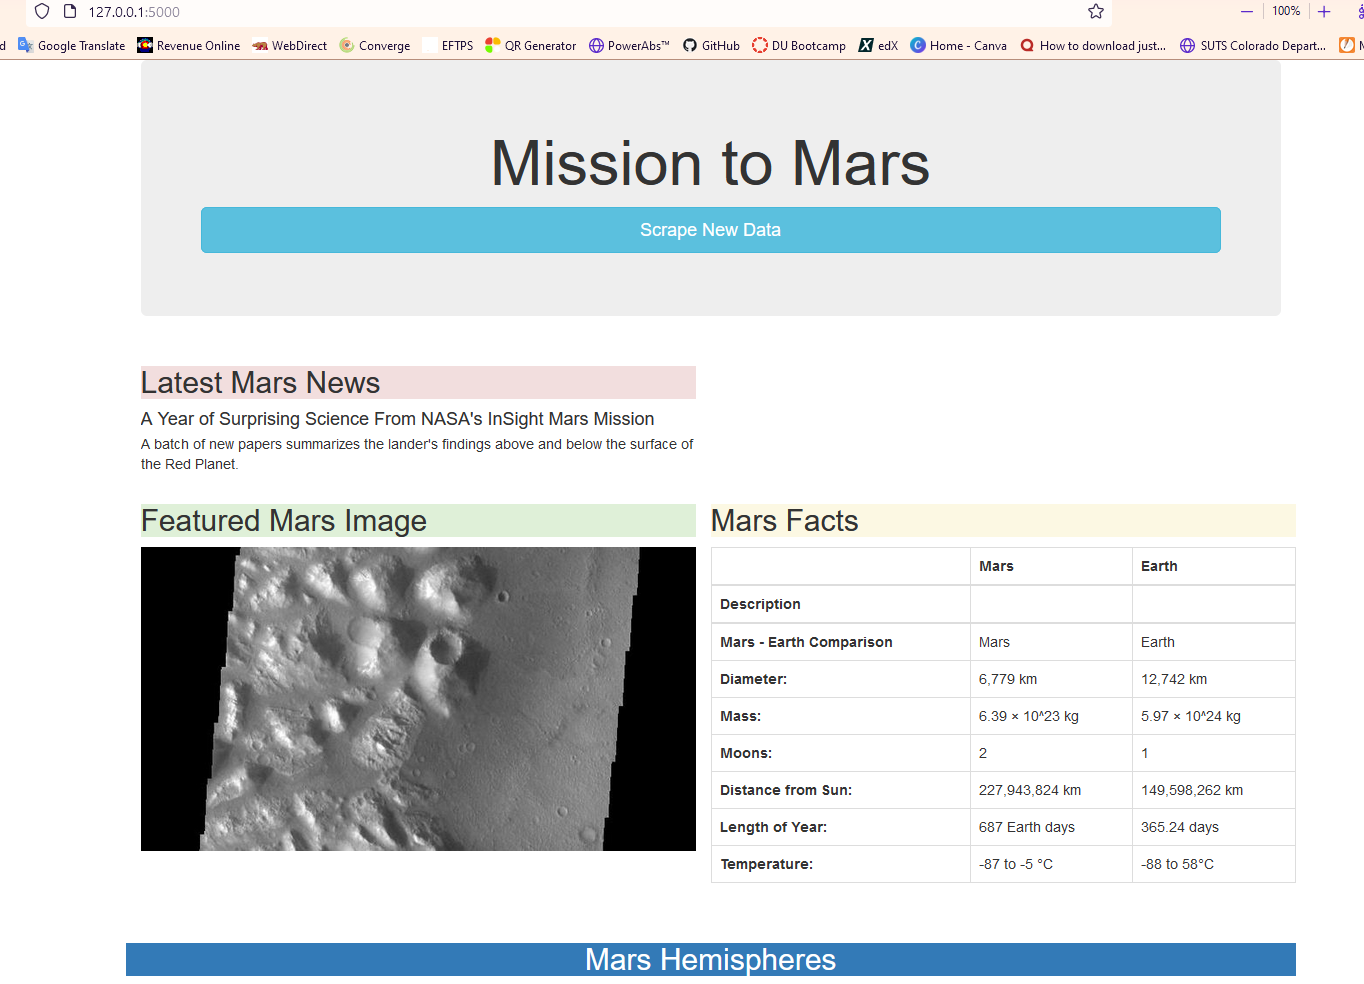 127.0.0.1:5000
100%
d Google Translate Revenue Online WebDirect Converge EFTPS QR Generator PowerAbs™ GitHub DU Bootcamp edX Home - Canva How to download just... SUTS Colorado Depart...
Mission to Mars
Scrape New Data
Latest Mars News
A Year of Surprising Science From NASA's InSight Mars Mission
A batch of new papers summarizes the lander's findings above and below the surface of
the Red Planet.
Featured Mars Image
Mars Facts
Mars Earth
Description
Mars - Earth Comparison Mars Earth
Diameter: 6,779 km 12,742 km
Mass: 6.39 × 10^23 kg 5.97 × 10^24 kg
Moons: 2 1
Distance from Sun: 227,943,824 km 149,598,262 km
Length of Year: 687 Earth days 365.24 days
Temperature: -87 to -5 °C -88 to 58°C
Mars Hemispheres